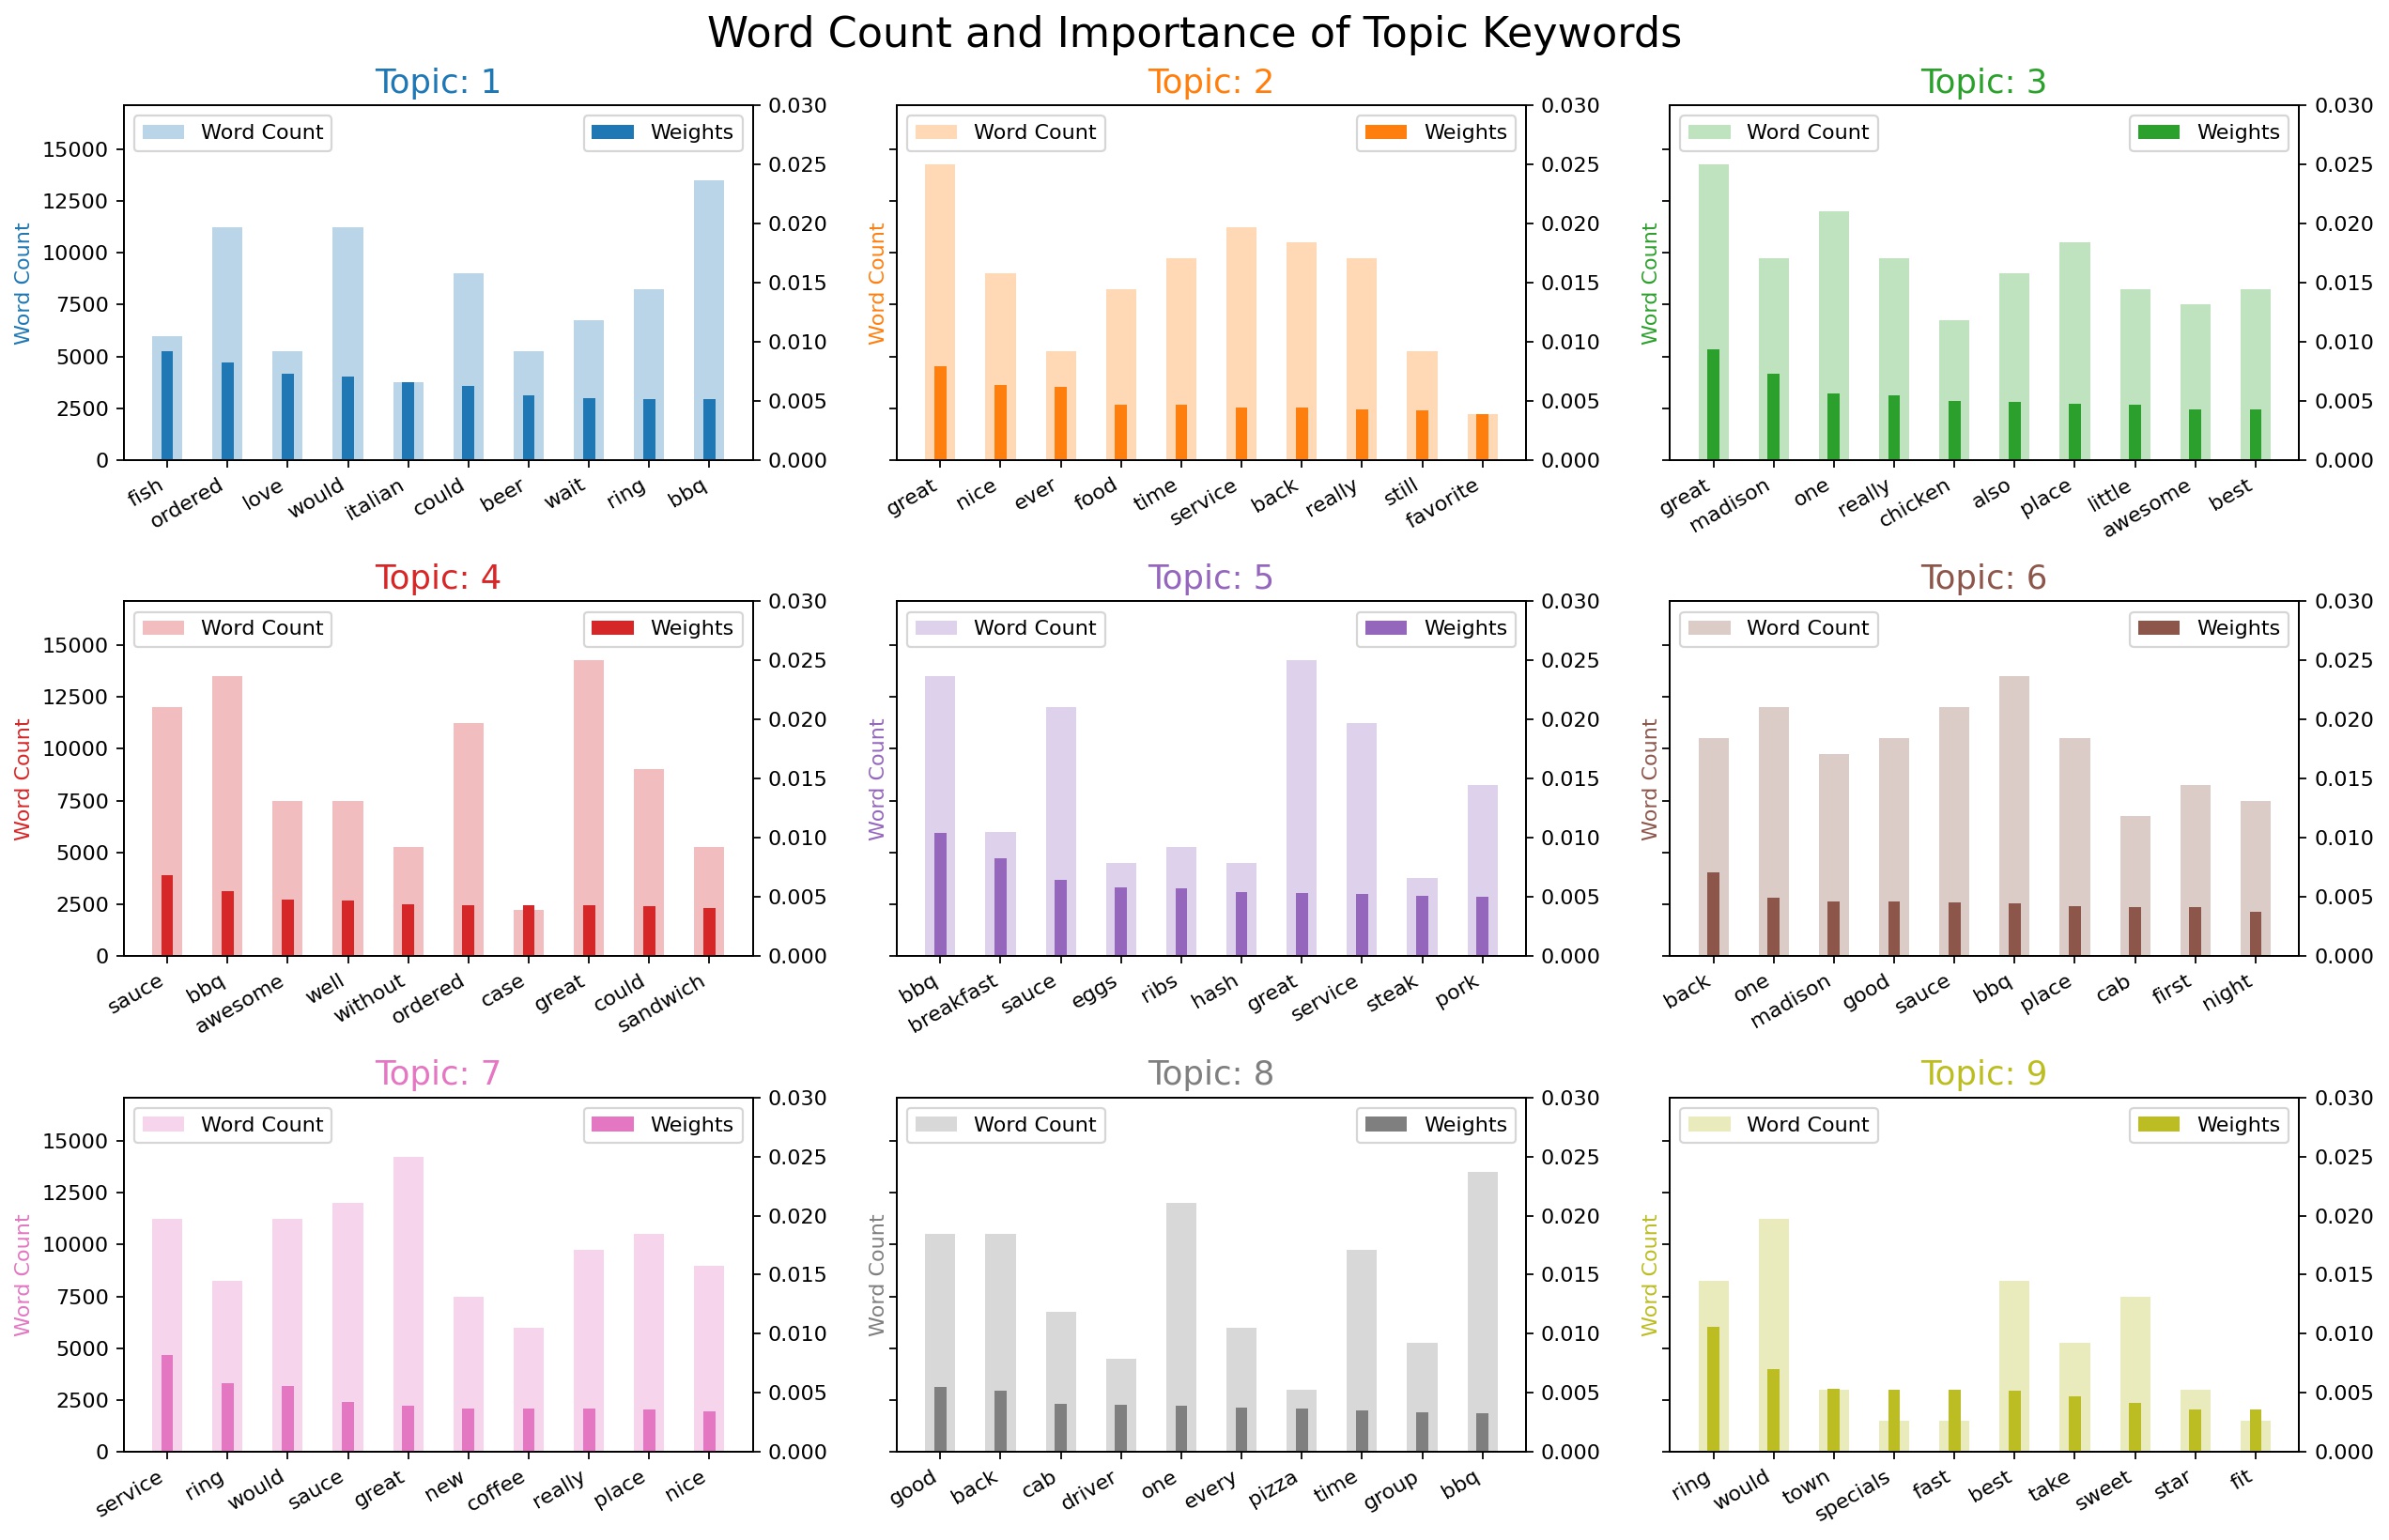 Word Count and Importance of Topic Keywords
Topic: 1
Word Count
Weights
Word Count
15000
12500
10000
7500
5000
2500
0
0.030
0.025
0.020
0.015
0.010
0.005
0.000
fish ordered love would italian could beer wait ring bbq
Topic: 2
Word Count
Weights
Word Count
0.030
0.025
0.020
0.015
0.010
0.005
0.000
great nice ever food time service back really still favorite
Topic: 3
Word Count
Weights
Word Count
0.030
0.025
0.020
0.015
0.010
0.005
0.000
great madison one really chicken also place little awesome best
Topic: 4
Word Count
Weights
Word Count
15000
12500
10000
7500
5000
2500
0
0.030
0.025
0.020
0.015
0.010
0.005
0.000
sauce bbq awesome well without ordered case great could sandwich
Topic: 5
Word Count
Weights
Word Count
0.030
0.025
0.020
0.015
0.010
0.005
0.000
bbq breakfast sauce eggs ribs hash great service steak pork
Topic: 6
Word Count
Weights
Word Count
0.030
0.025
0.020
0.015
0.010
0.005
0.000
back one madison good sauce bbq place cab first night
Topic: 7
Word Count
Weights
Word Count
15000
12500
10000
7500
5000
2500
0
0.030
0.025
0.020
0.015
0.010
0.005
0.000
service ring would sauce great new coffee really place nice
Topic: 8
Word Count
Weights
Word Count
0.030
0.025
0.020
0.015
0.010
0.005
0.000
good back cab driver one every pizza time group bbq
Topic: 9
Word Count
Weights
Word Count
0.030
0.025
0.020
0.015
0.010
0.005
0.000
ring would town specials fast best take sweet star fit